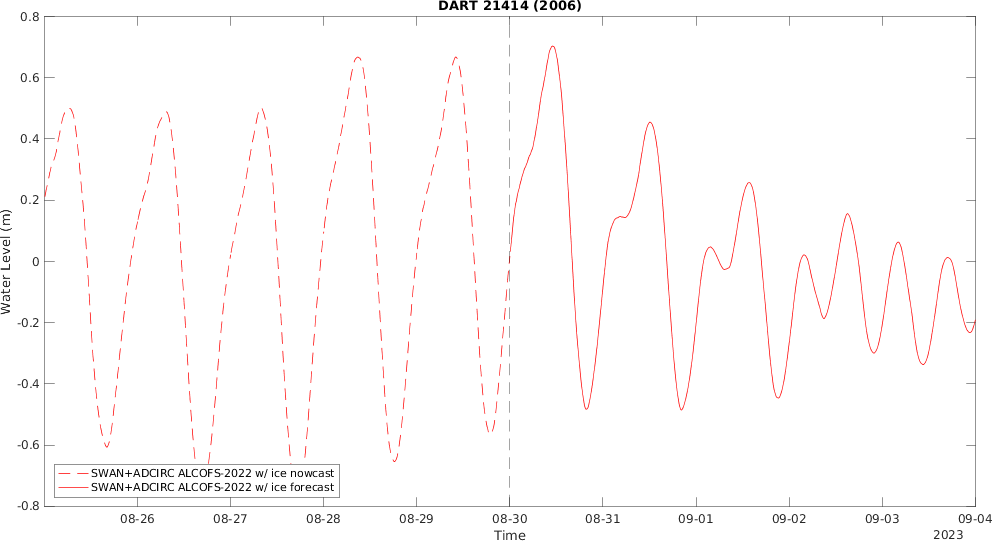 DART 21414 (2006)
0.8
0.6
0.4
0.2
0
-0.2
-0.4
-0.6
-0.8
Water Level (m)
SWAN+ADCIRC ALCOFS-2022 w/ ice nowcast
SWAN+ADCIRC ALCOFS-2022 w/ ice forecast
08-26 08-27 08-28 08-29 08-30 08-31 09-01 09-02 09-03 09-04
Time
2023